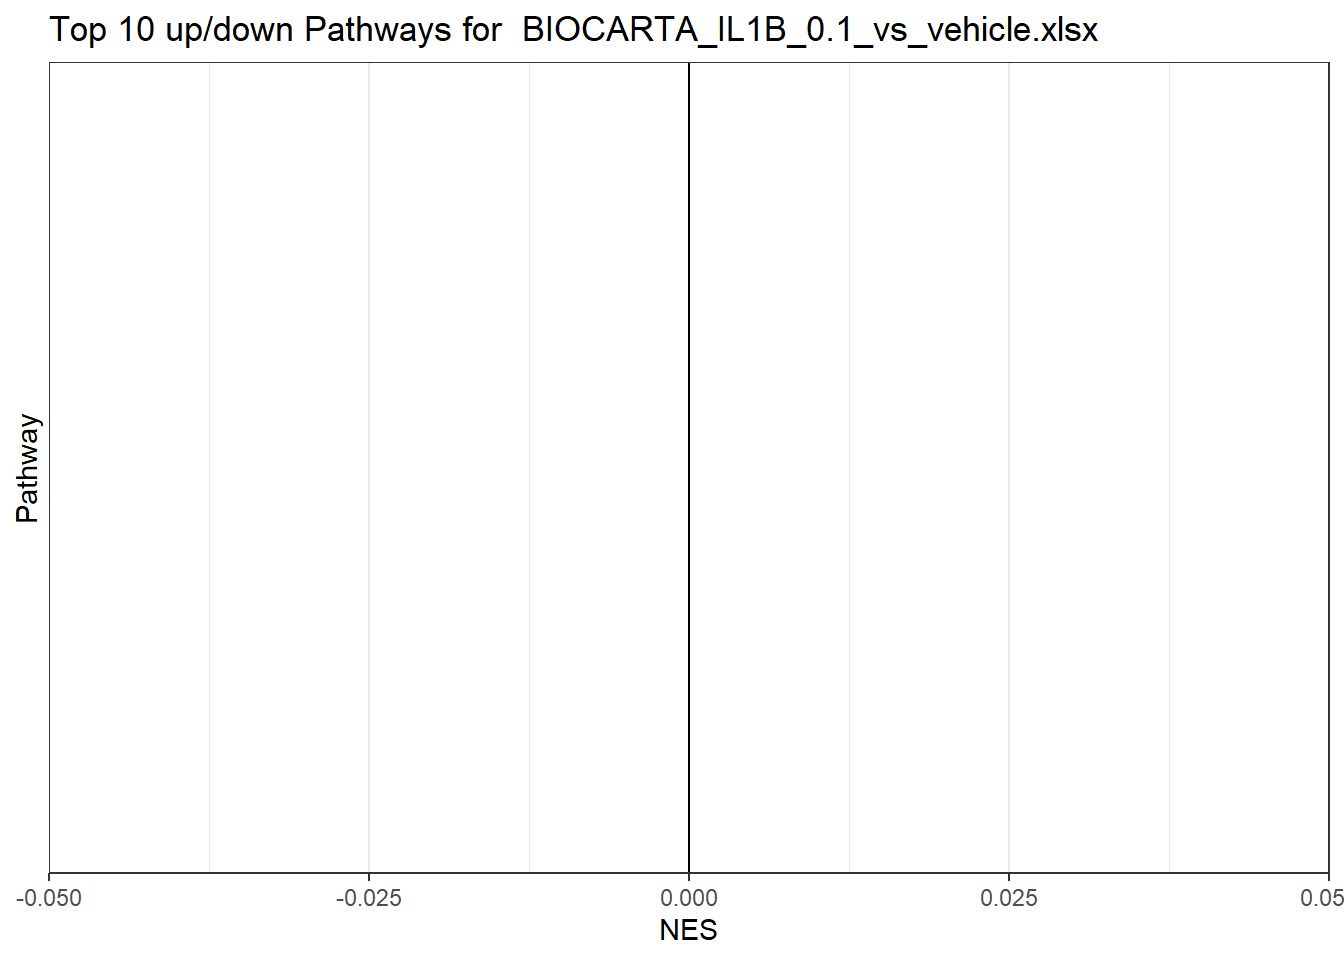 Top 10 up/down Pathways for  BIOCARTA_IL1B_0.1_vs_vehicle.xlsx
Pathway
-0.050 -0.025 0.000 0.025 0.05
NES